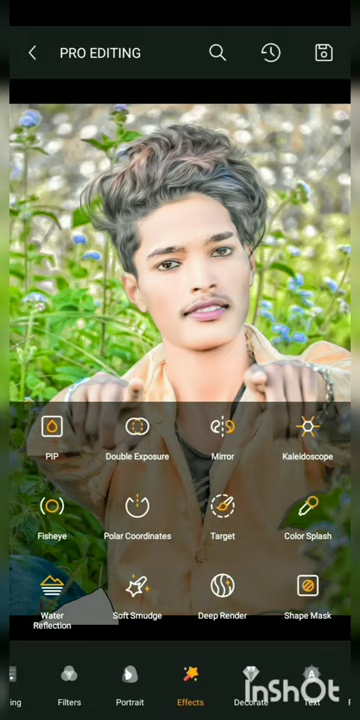 PRO EDITING
PIP
Double Exposure
Mirror
Kaleidoscope
Fisheye
Polar Coordinates
Target
Color Splash
Water
Reflection
Soft Smudge
Deep Render
Shape Mask
ing
Filters
Portrait
Effects
Decorate
Text
InShOt